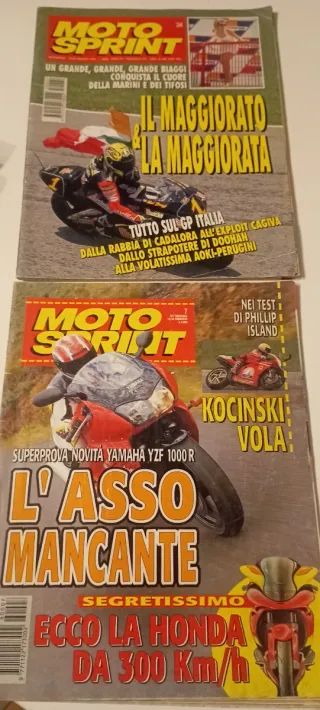 MOTO
SPRINT
UN GRANDE, GRANDE, GRANDE BIAGGI
CONQUISTA IL CUORE
DELLA MARINI E DEI TIFOSI
IL MAGGIORATO
& LA MAGGIORATA
TUTTO SUL GP ITALIA
DALLA RABBIA DI CADALORA ALL'EXPLOIT CAGIVA
DALLO STRAPOTERE DI DOOHAN
ALLA VOLATISSIMA AOKI-PERUGINI
MOTO
SPRINT
7
NEI TEST
DI PHILLIP
ISLAND
KOCINSKI
VOLA
SUPERPROVA NOVITÀ YAMAHA YZF 1000 R
L'ASSO
MANCANTE
SEGRETISSIMO
ECCO LA HONDA
DA 300 Km/h